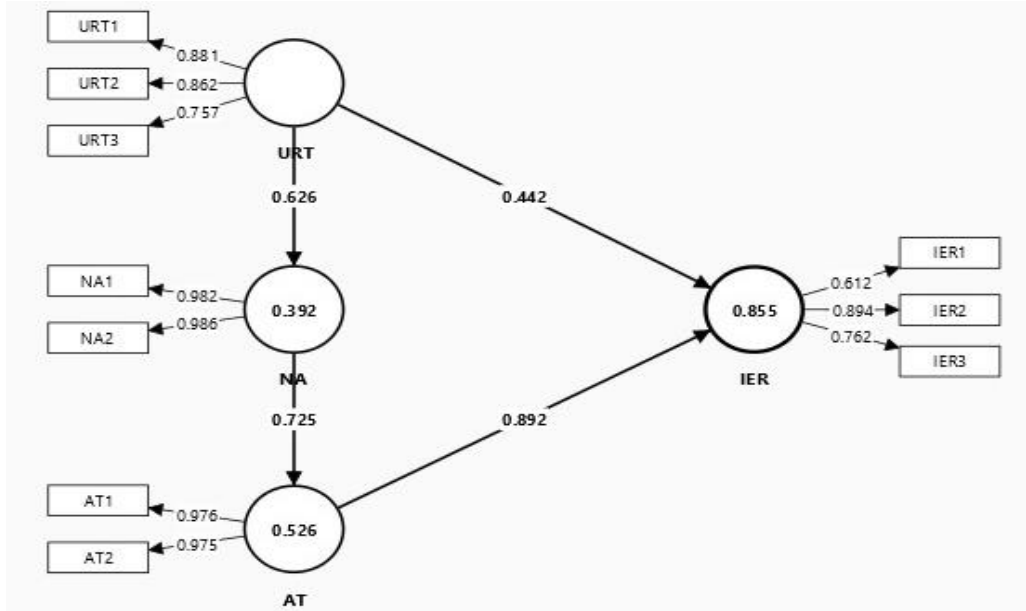 URT1
0.881
URT2
0.862
0.757
URT3
URT
0.626
0.442
NA1
0.982
0.986
NA2
0.392
NA
0.725
0.855
IER
0.612
IER1
0.894
IER2
0.762
IER3
0.892
AT1
0.976
0.975
AT2
0.526
AT